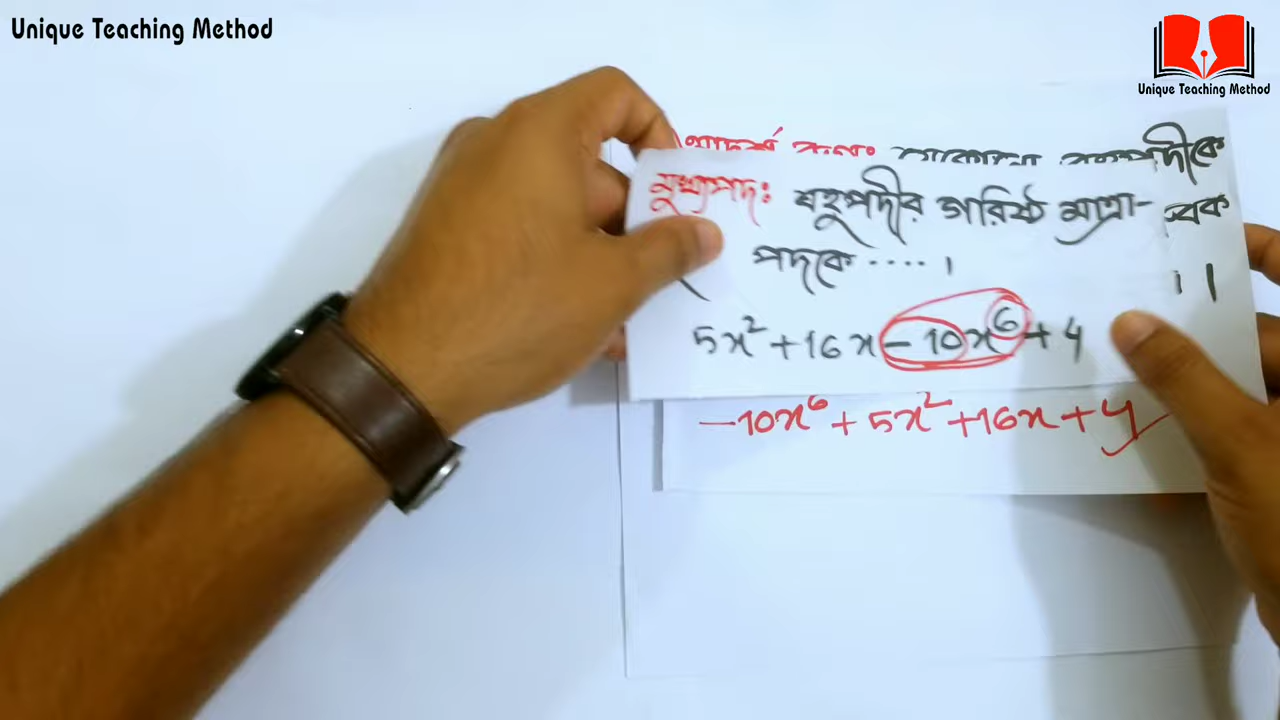 Unique Teaching Method
Unique Teaching Method
আদর্শ রূপঃ
মুখ্যপদঃ বহুপদীর গরিষ্ঠ মাত্রা-
পদকে ····।
5x² + 16x - 10x⁶ + 4
-10x⁶ + 5x² + 16x + 4